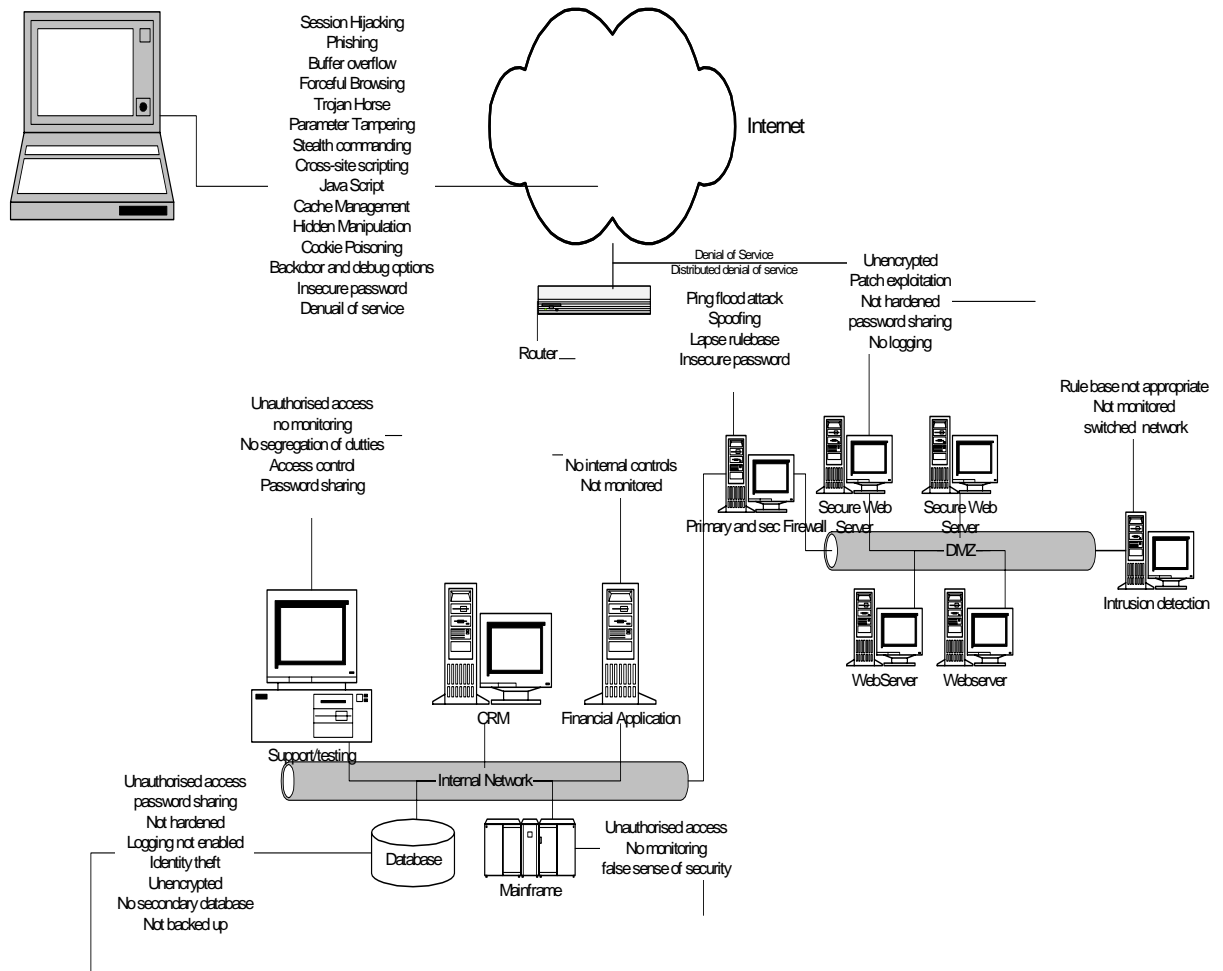 Session Hijacking
Phishing
Buffer overflow
Forceful Browsing
Trojan Horse
Parameter Tampering
Stealth commanding
Cross-site scripting
Java Script
Cache Management
Hidden Manipulation
Cookie Poisoning
Backdoor and debug options
Insecure password
Denuail of service
Internet
Denial of Service
Distributed denial of service
Router
Ping flood attack
Spoofing
Lapse rulebase
Insecure password
Unencrypted
Patch exploitation
Not hardened
password sharing
No logging
Rule base not appropriate
Not monitored
switched network
Unauthorised access
no monitoring
No segregation of duties
Access control
Password sharing
No internal controls
Not monitored
Primary and sec Firewall
Secure Web
Server
Secure Web
Server
DMZ
Intrusion detection
WebServer
Webserver
Support/testing
CRM
Financial Application
Internal Network
Unauthorised access
password sharing
Not hardened
Logging not enabled
Identity theft
Unencrypted
No secondary database
Not backed up
Database
Mainframe
Unauthorised access
No monitoring
false sense of security